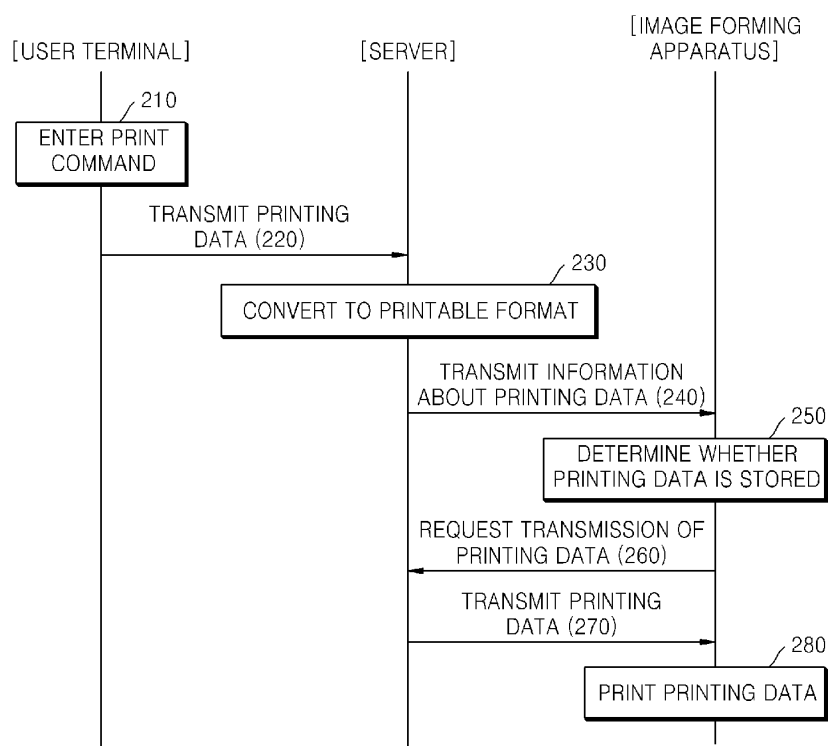 [USER TERMINAL]
[SERVER]
[IMAGE FORMING
APPARATUS]
210
ENTER PRINT
COMMAND
TRANSMIT PRINTING
DATA (220)
230
CONVERT TO PRINTABLE FORMAT
TRANSMIT INFORMATION
ABOUT PRINTING DATA (240)
250
DETERMINE WHETHER
PRINTING DATA IS STORED
REQUEST TRANSMISSION OF
PRINTING DATA (260)
TRANSMIT PRINTING
DATA (270)
280
PRINT PRINTING DATA